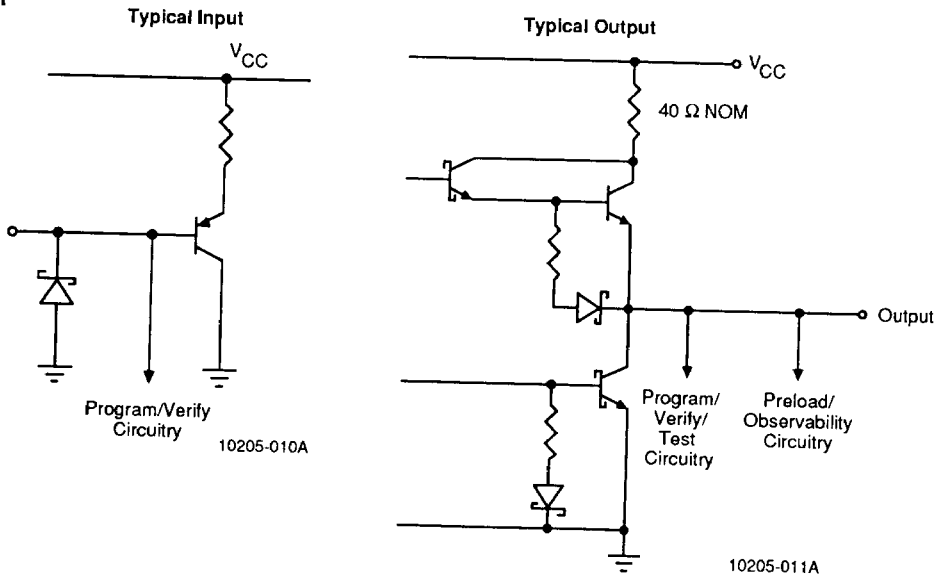 Typical Input
VCC
Program/Verify
Circuitry
10205-010A
Typical Output
VCC
40 Ω NOM
Output
Program/
Verify/
Test
Circuitry
Preload/
Observability
Circuitry
10205-011A